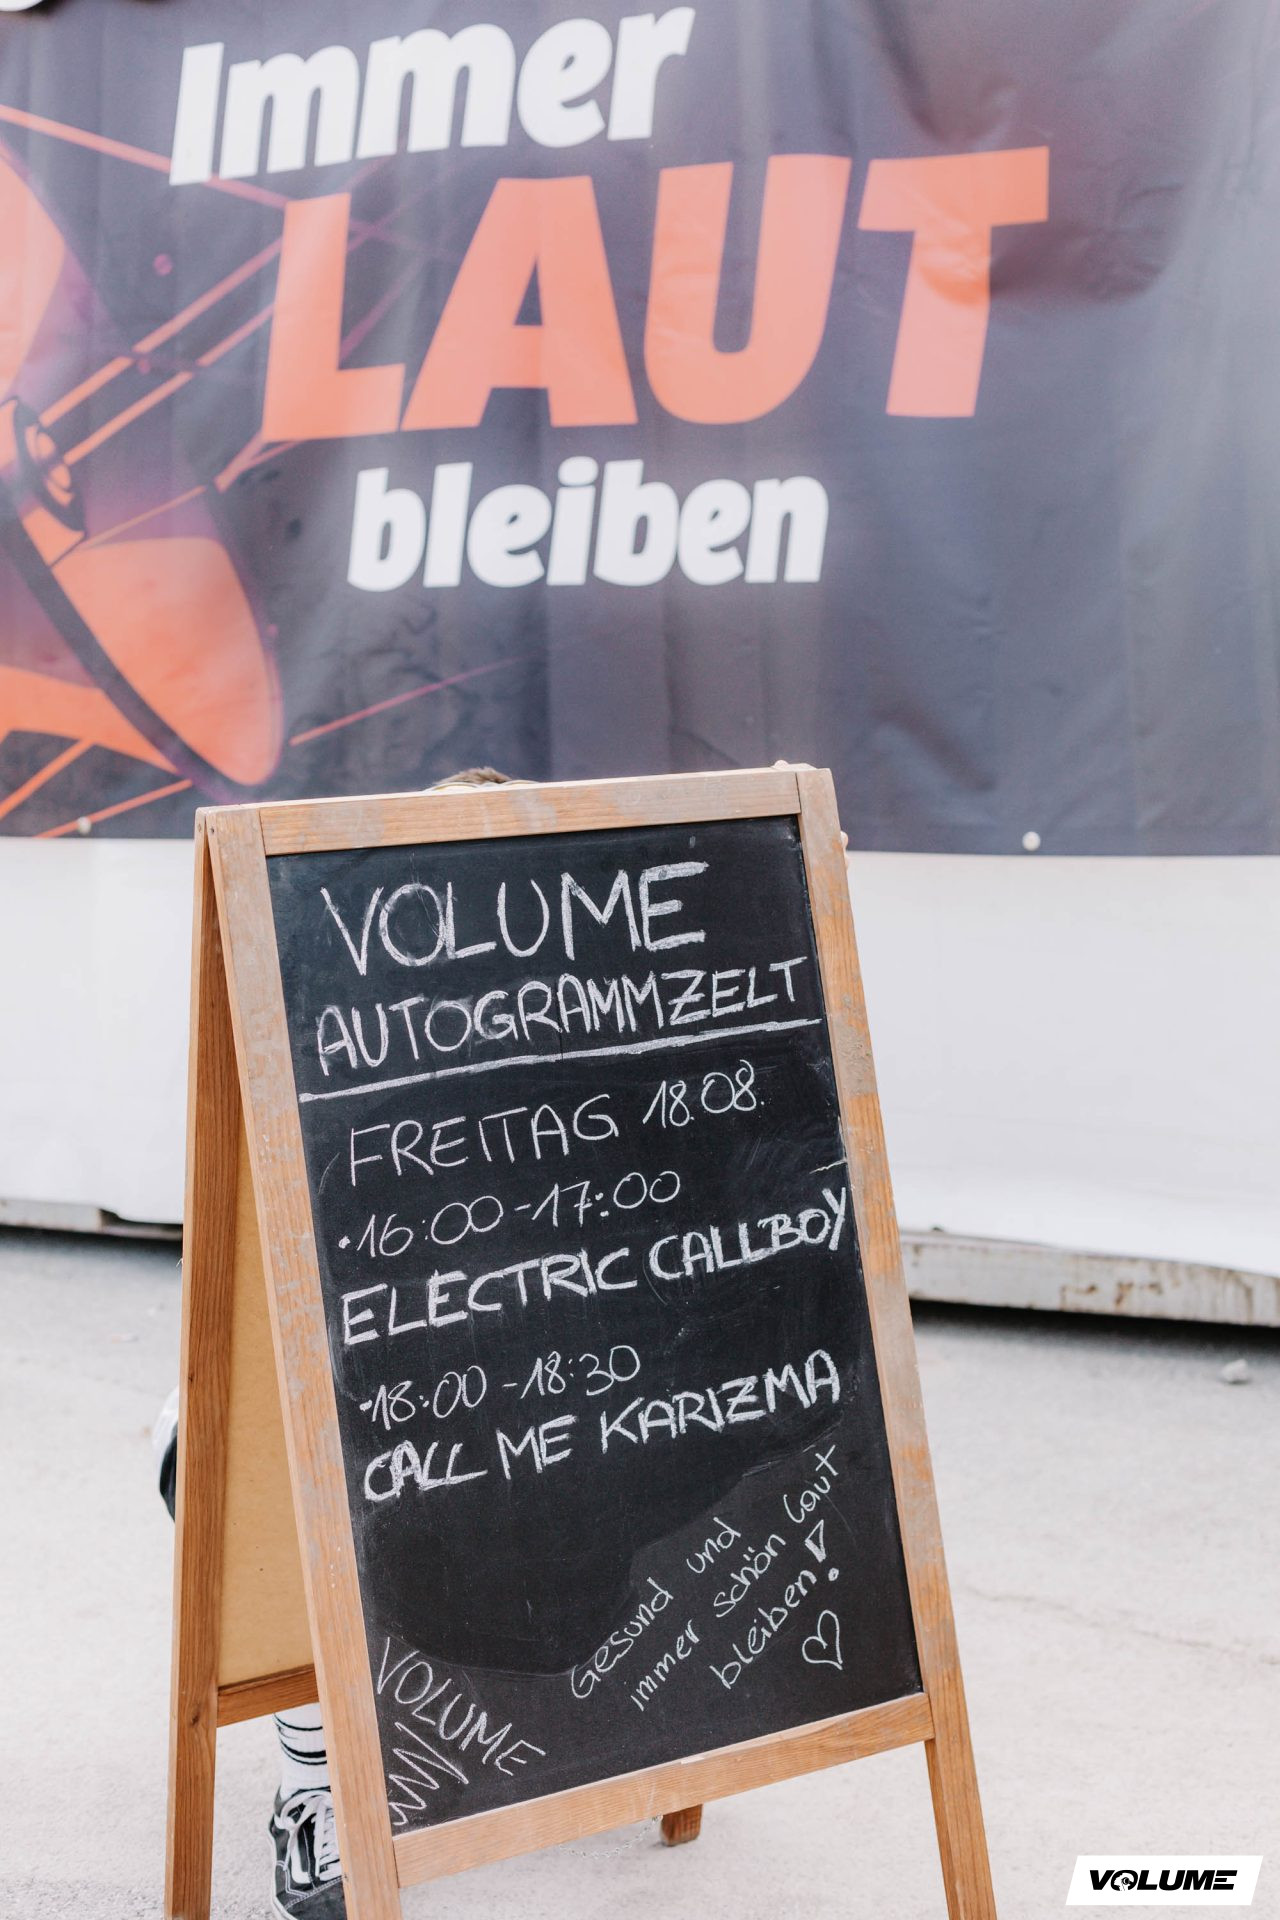 Immer
LAUT
bleiben
VOLUME
AUTOGRAMMZELT
FREITAG 18.08.
• 16:00 - 17:00
ELECTRIC CALLBOY
• 18:00 - 18:30
CALL ME KARIZMA
Gesund und
immer schön laut
bleiben! ♡
VOLUME
VOLUME